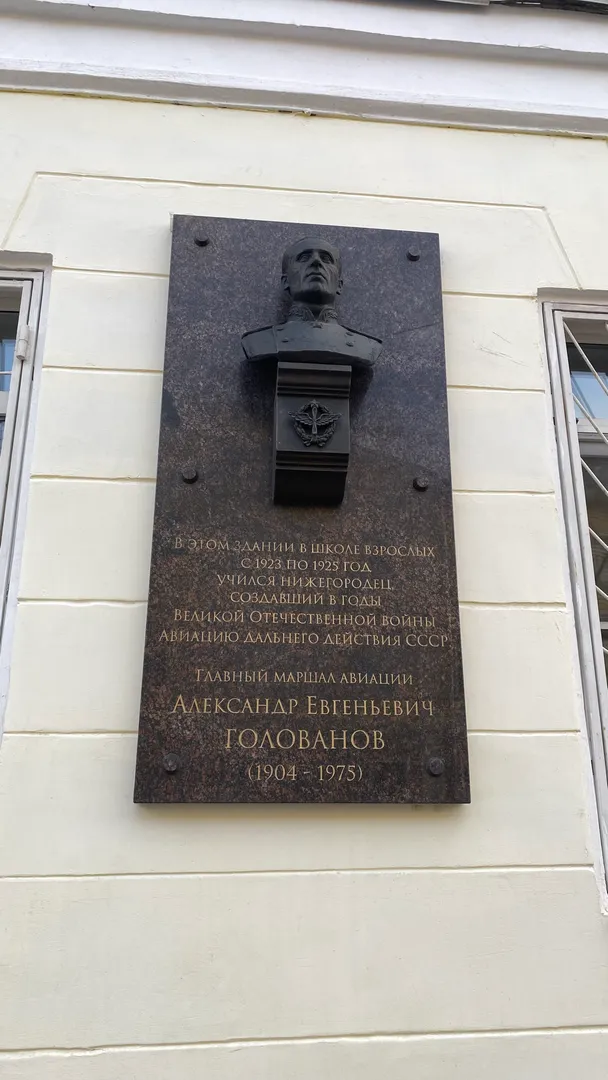 В этом здании в школе взрослых
с 1923 по 1925 год
учился нижегородец,
создавший в годы
Великой Отечественной войны
авиацию дальнего действия СССР
Главный маршал авиации
Александр Евгеньевич
ГОЛОВАНОВ
(1904 - 1975)